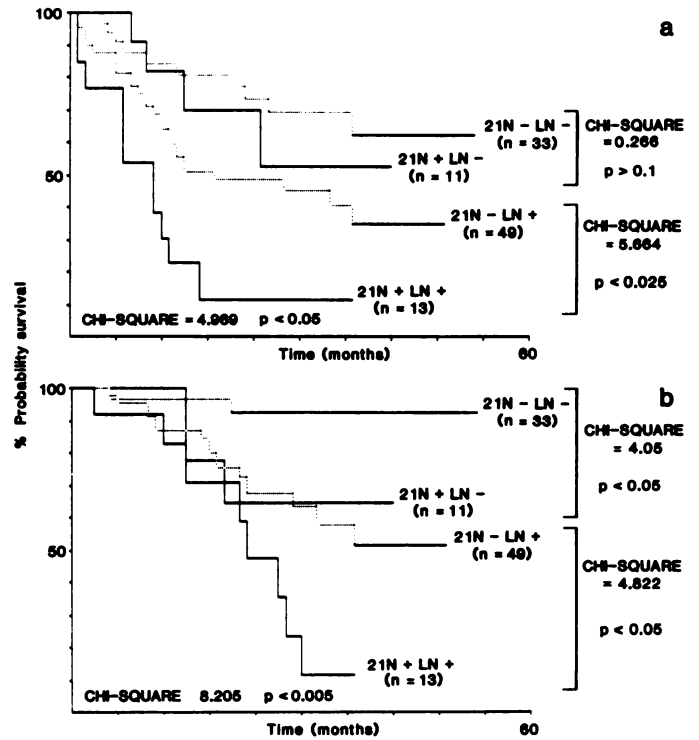 % Probability survival
100
50
a
21N − LN −
(n = 33)
21N + LN −
(n = 11)
21N − LN +
(n = 49)
21N + LN +
(n = 13)
CHI-SQUARE
= 0.266
p > 0.1
CHI-SQUARE
= 5.664
p < 0.025
CHI-SQUARE = 4.969 p < 0.05
Time (months)
60
100
50
b
21N − LN −
(n = 33)
21N + LN −
(n = 11)
21N − LN +
(n = 49)
21N + LN +
(n = 13)
CHI-SQUARE
= 4.05
p < 0.05
CHI-SQUARE
= 4.822
p < 0.05
CHI-SQUARE 8.205 p < 0.005
Time (months)
60